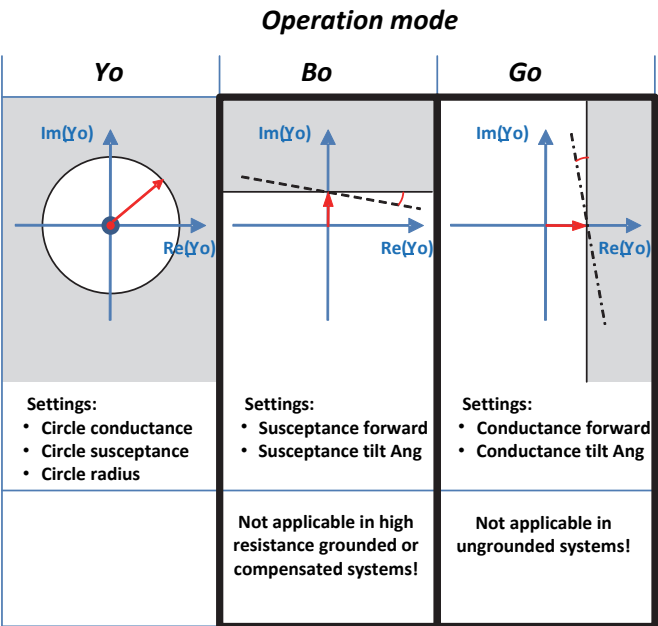 Operation mode
Yo
Bo
Go
Im(Yo)
Re(Yo)
Im(Yo)
Re(Yo)
Im(Yo)
Re(Yo)
Settings:
• Circle conductance
• Circle susceptance
• Circle radius
Settings:
• Susceptance forward
• Susceptance tilt Ang
Settings:
• Conductance forward
• Conductance tilt Ang
Not applicable in high
resistance grounded or
compensated systems!
Not applicable in
ungrounded systems!